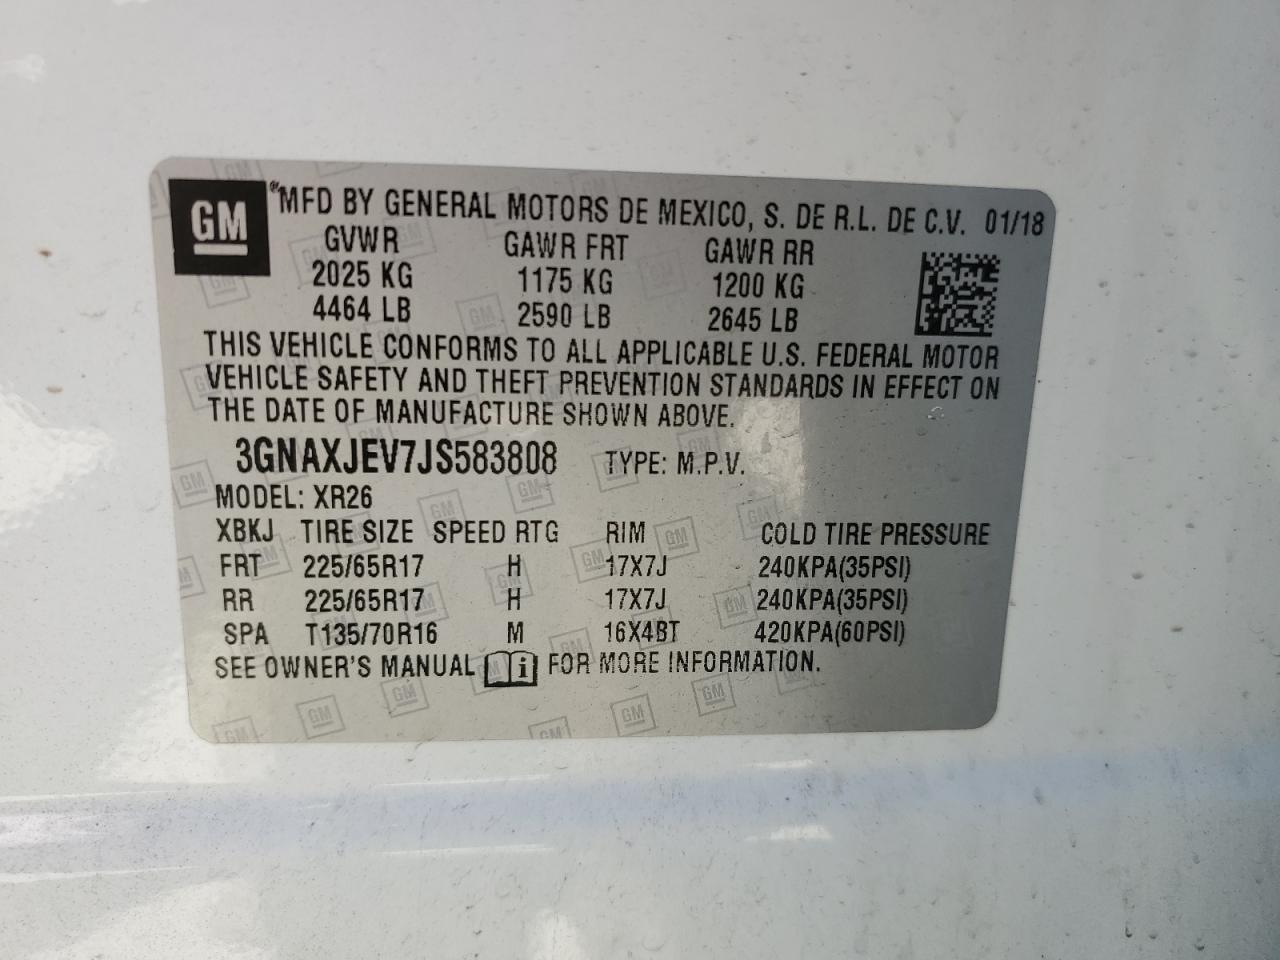 GM ® MFD BY GENERAL MOTORS DE MEXICO, S. DE R.L. DE C.V. 01/18
GVWR GAWR FRT GAWR RR
2025 KG 1175 KG 1200 KG
4464 LB 2590 LB 2645 LB
THIS VEHICLE CONFORMS TO ALL APPLICABLE U.S. FEDERAL MOTOR
VEHICLE SAFETY AND THEFT PREVENTION STANDARDS IN EFFECT ON
THE DATE OF MANUFACTURE SHOWN ABOVE.
3GNAXJEV7JS583808 TYPE: M.P.V.
MODEL: XR26
XBKJ TIRE SIZE SPEED RTG RIM COLD TIRE PRESSURE
FRT 225/65R17 H 17X7J 240KPA(35PSI)
RR 225/65R17 H 17X7J 240KPA(35PSI)
SPA T135/70R16 M 16X4BT 420KPA(60PSI)
SEE OWNER'S MANUAL i FOR MORE INFORMATION.